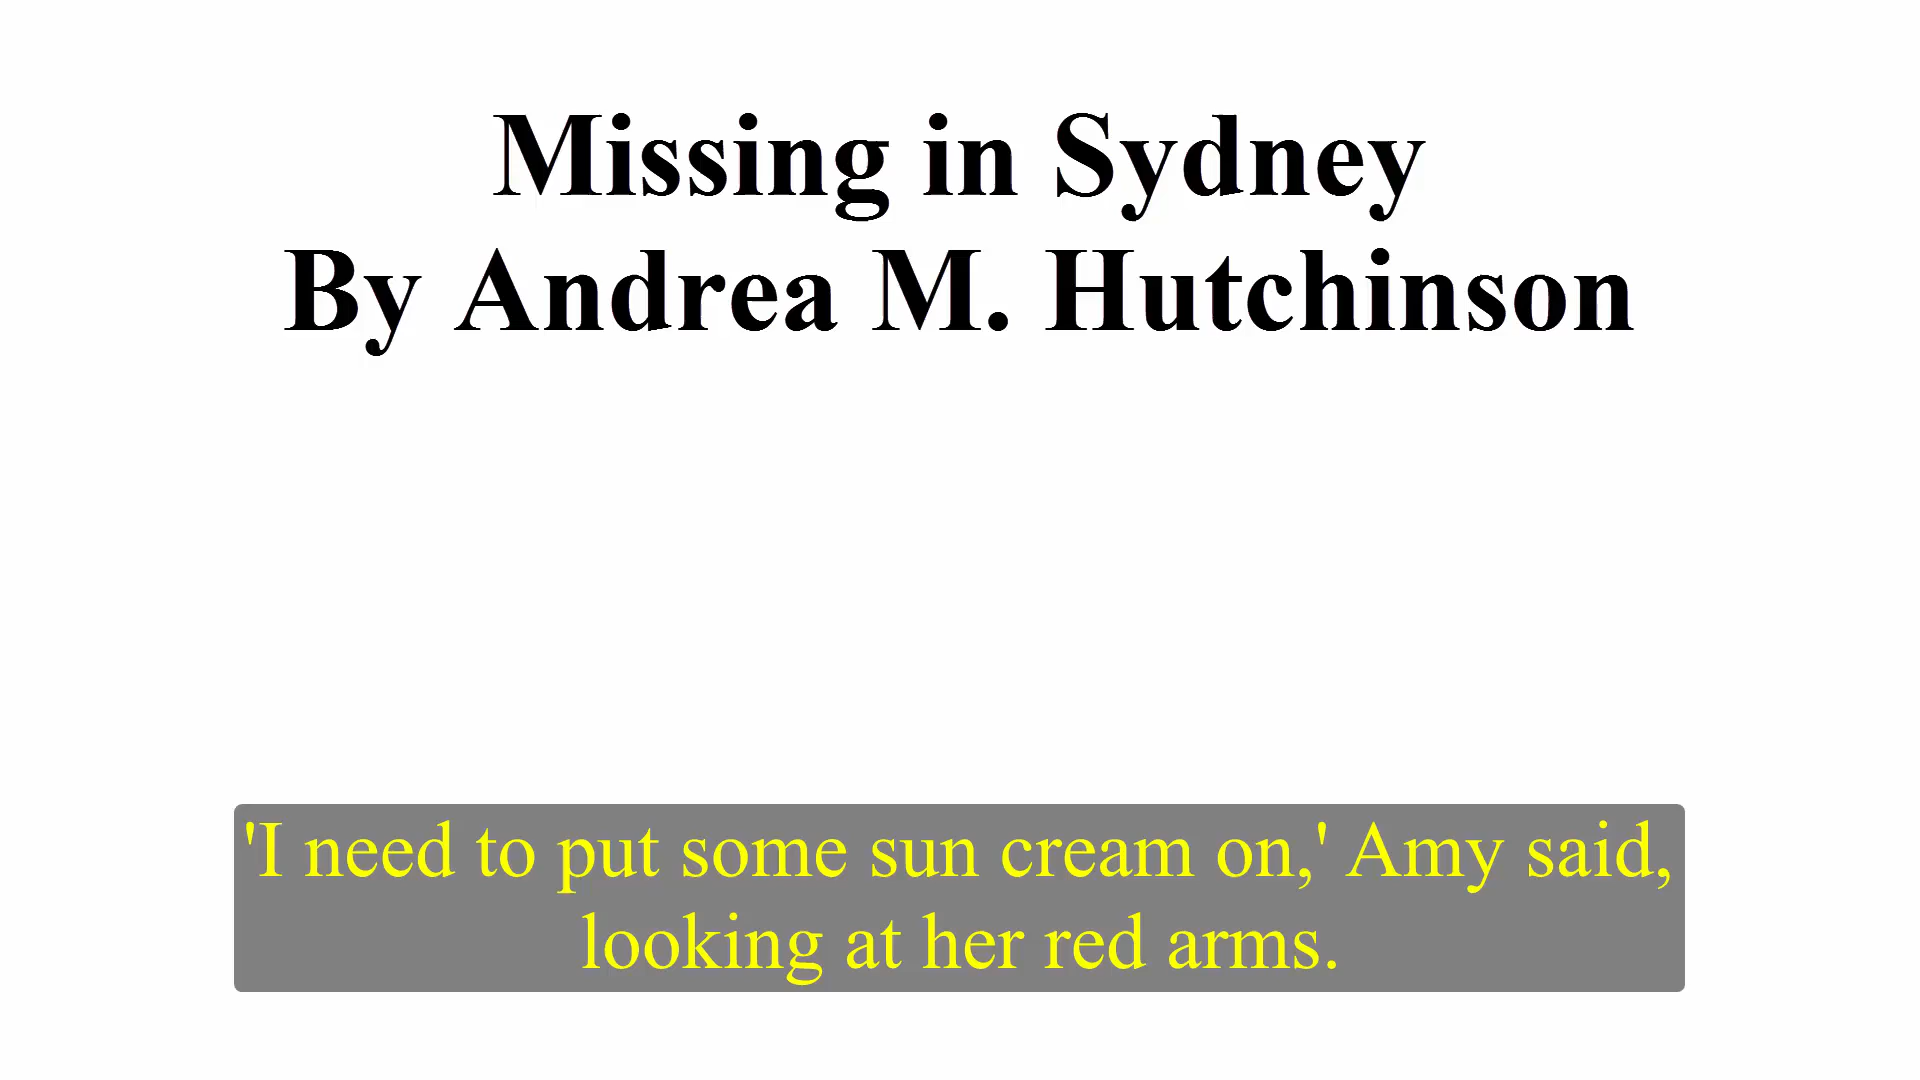 Missing in Sydney
By Andrea M. Hutchinson
'I need to put some sun cream on,' Amy said,
looking at her red arms.